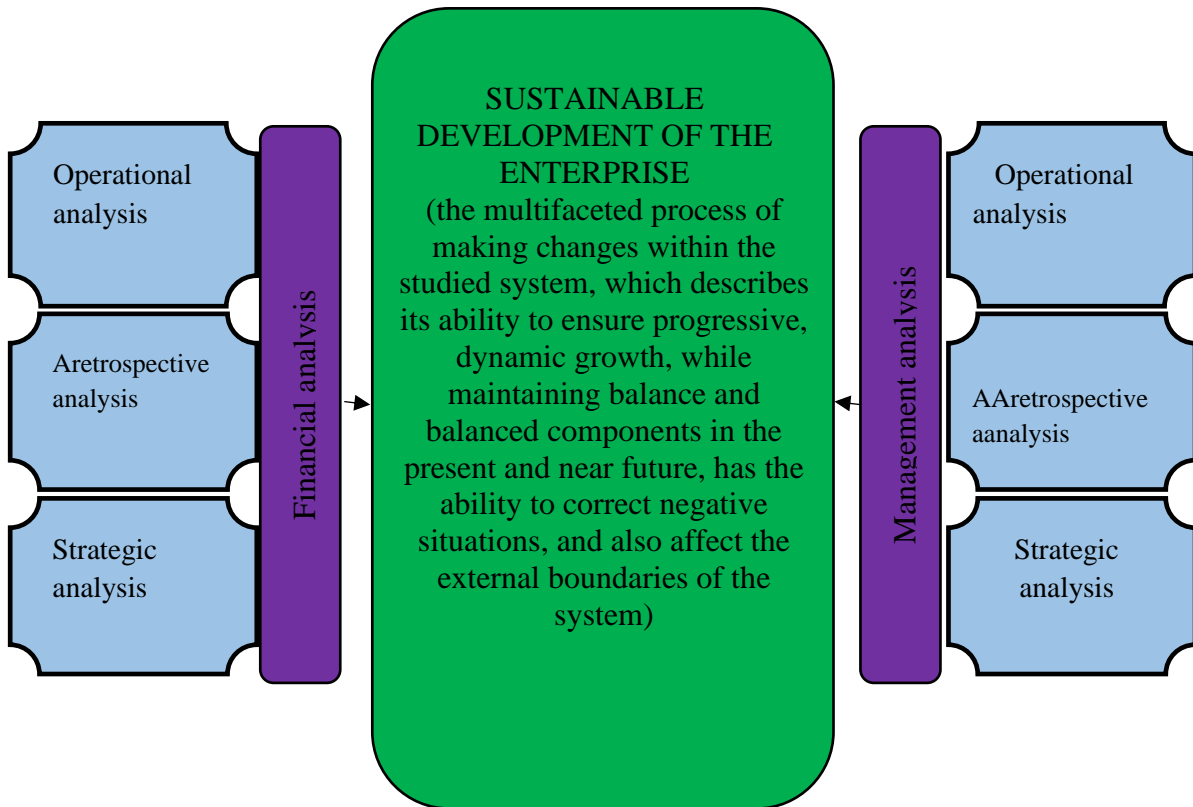 Operational
analysis
Aretrospective
analysis
Strategic
analysis
Financial analysis
SUSTAINABLE
DEVELOPMENT OF THE
ENTERPRISE
(the multifaceted process of
making changes within the
studied system, which describes
its ability to ensure progressive,
dynamic growth, while
maintaining balance and
balanced components in the
present and near future, has the
ability to correct negative
situations, and also affect the
external boundaries of the
system)
Management analysis
Operational
analysis
AAretrospective
aanalysis
Strategic
analysis